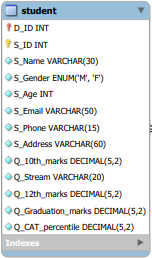 student
D_ID INT
S_ID INT
S_Name VARCHAR(30)
S_Gender ENUM('M', 'F')
S_Age INT
S_Email VARCHAR(50)
S_Phone VARCHAR(15)
S_Address VARCHAR(60)
Q_10th_marks DECIMAL(5,2)
Q_Stream VARCHAR(20)
Q_12th_marks DECIMAL(5,2)
Q_Graduation_marks DECIMAL(5,2)
Q_CAT_percentile DECIMAL(5,2)
Indexes